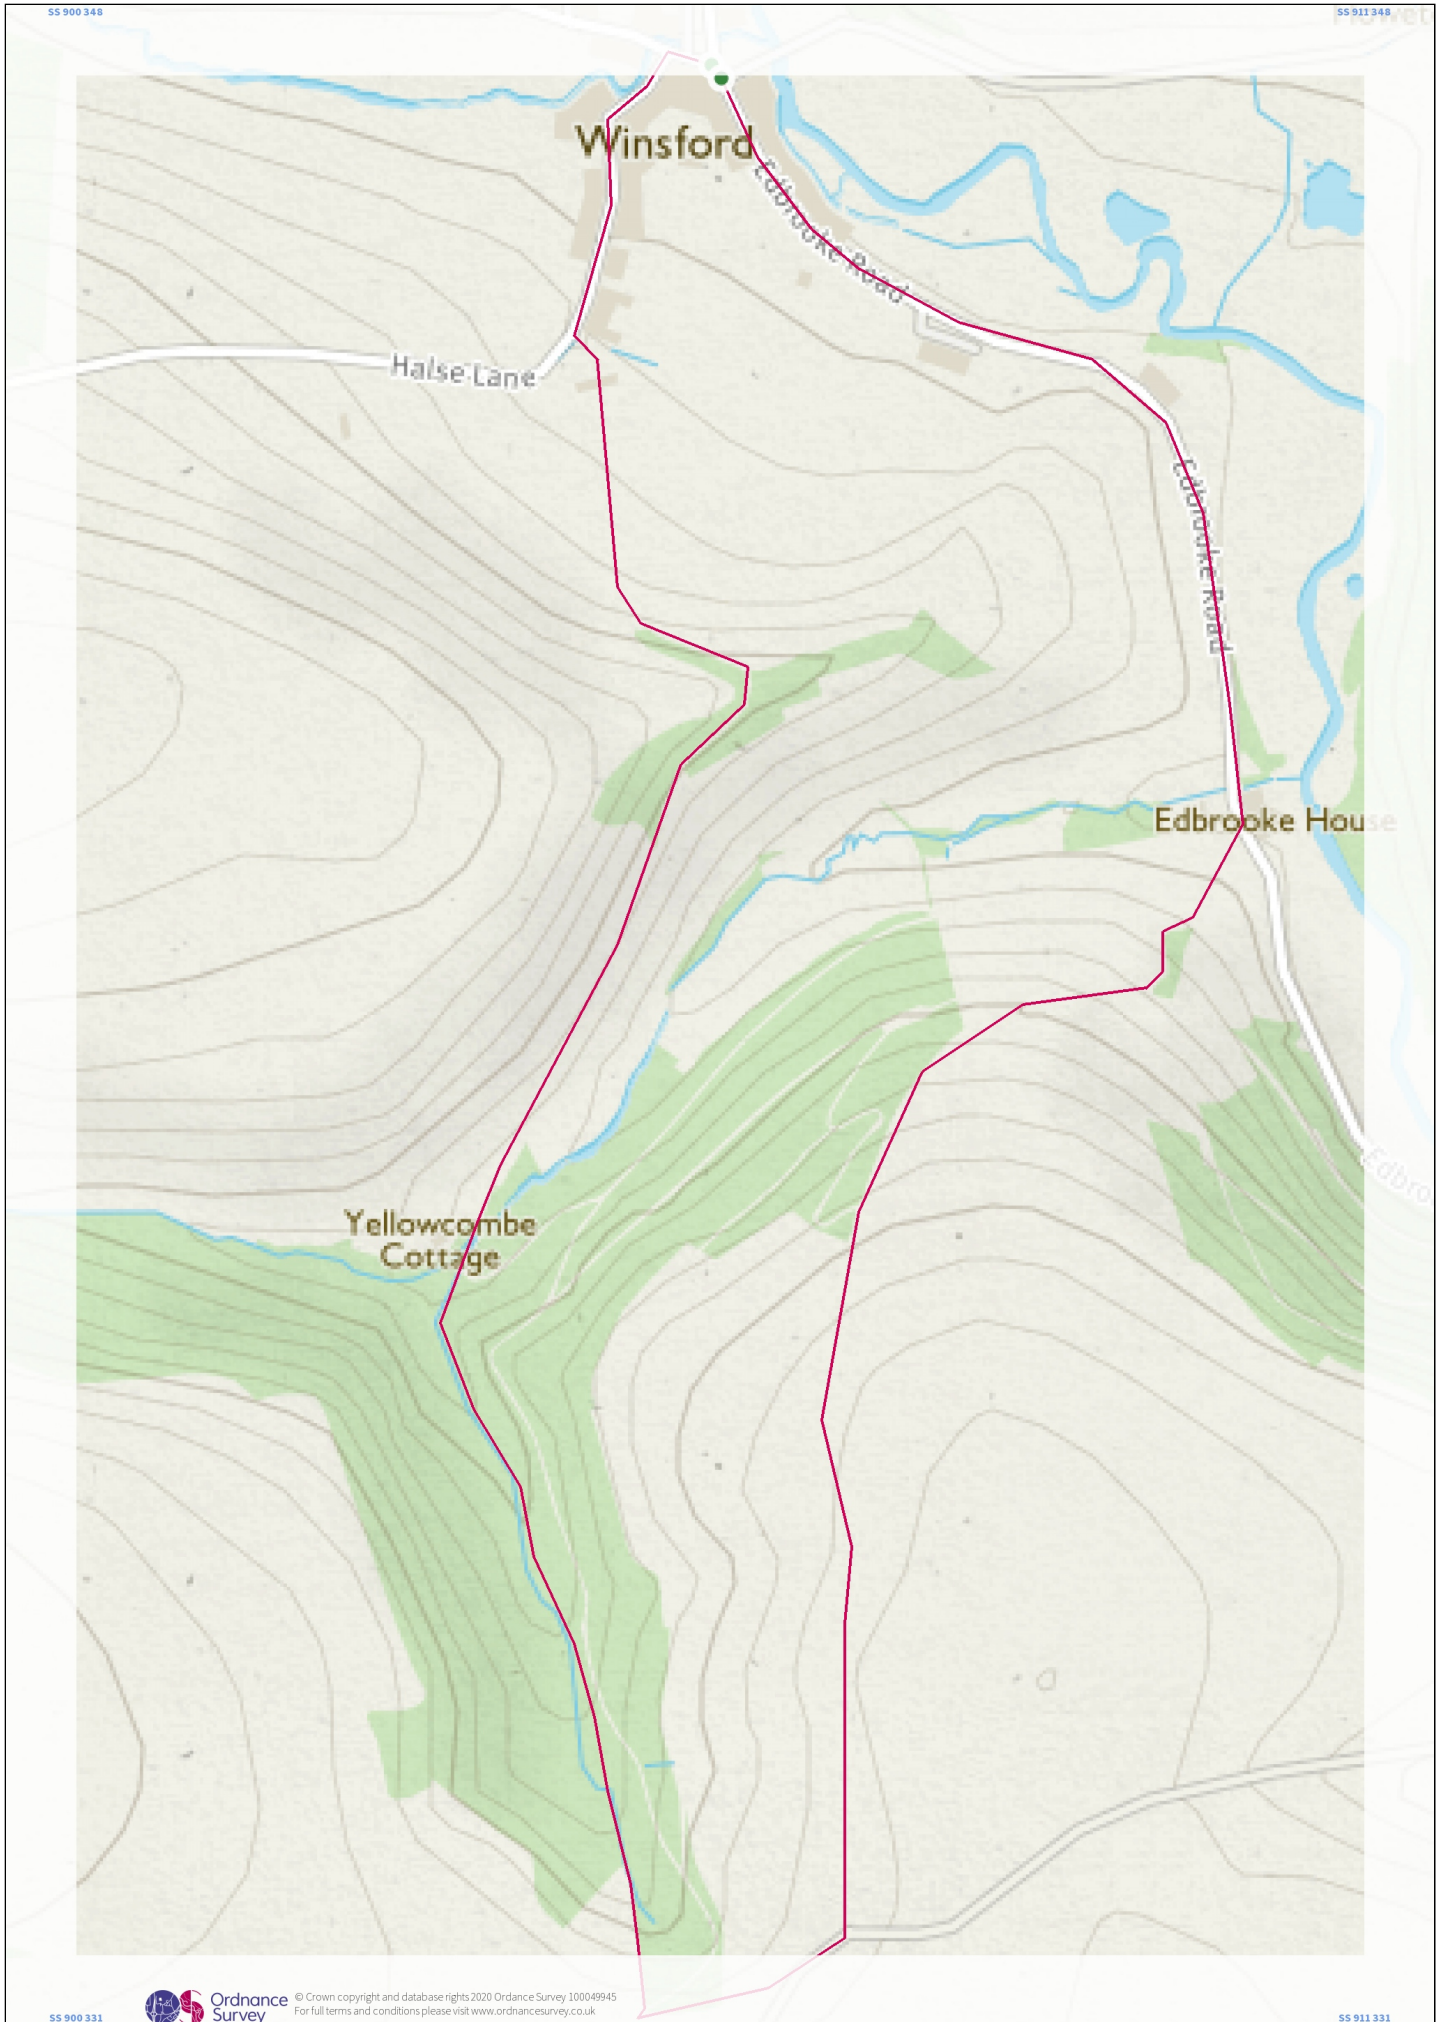 SS 900 348
SS 911 348
Winsford
Edbrooke Road
Halse Lane
Edbrooke Road
Edbrooke House
Edbro
Yellowcombe
Cottage
Ordnance
Survey
© Crown copyright and database rights 2020 Ordance Survey 100049945
For full terms and conditions please visit www.ordnancesurvey.co.uk
SS 900 331
SS 911 331